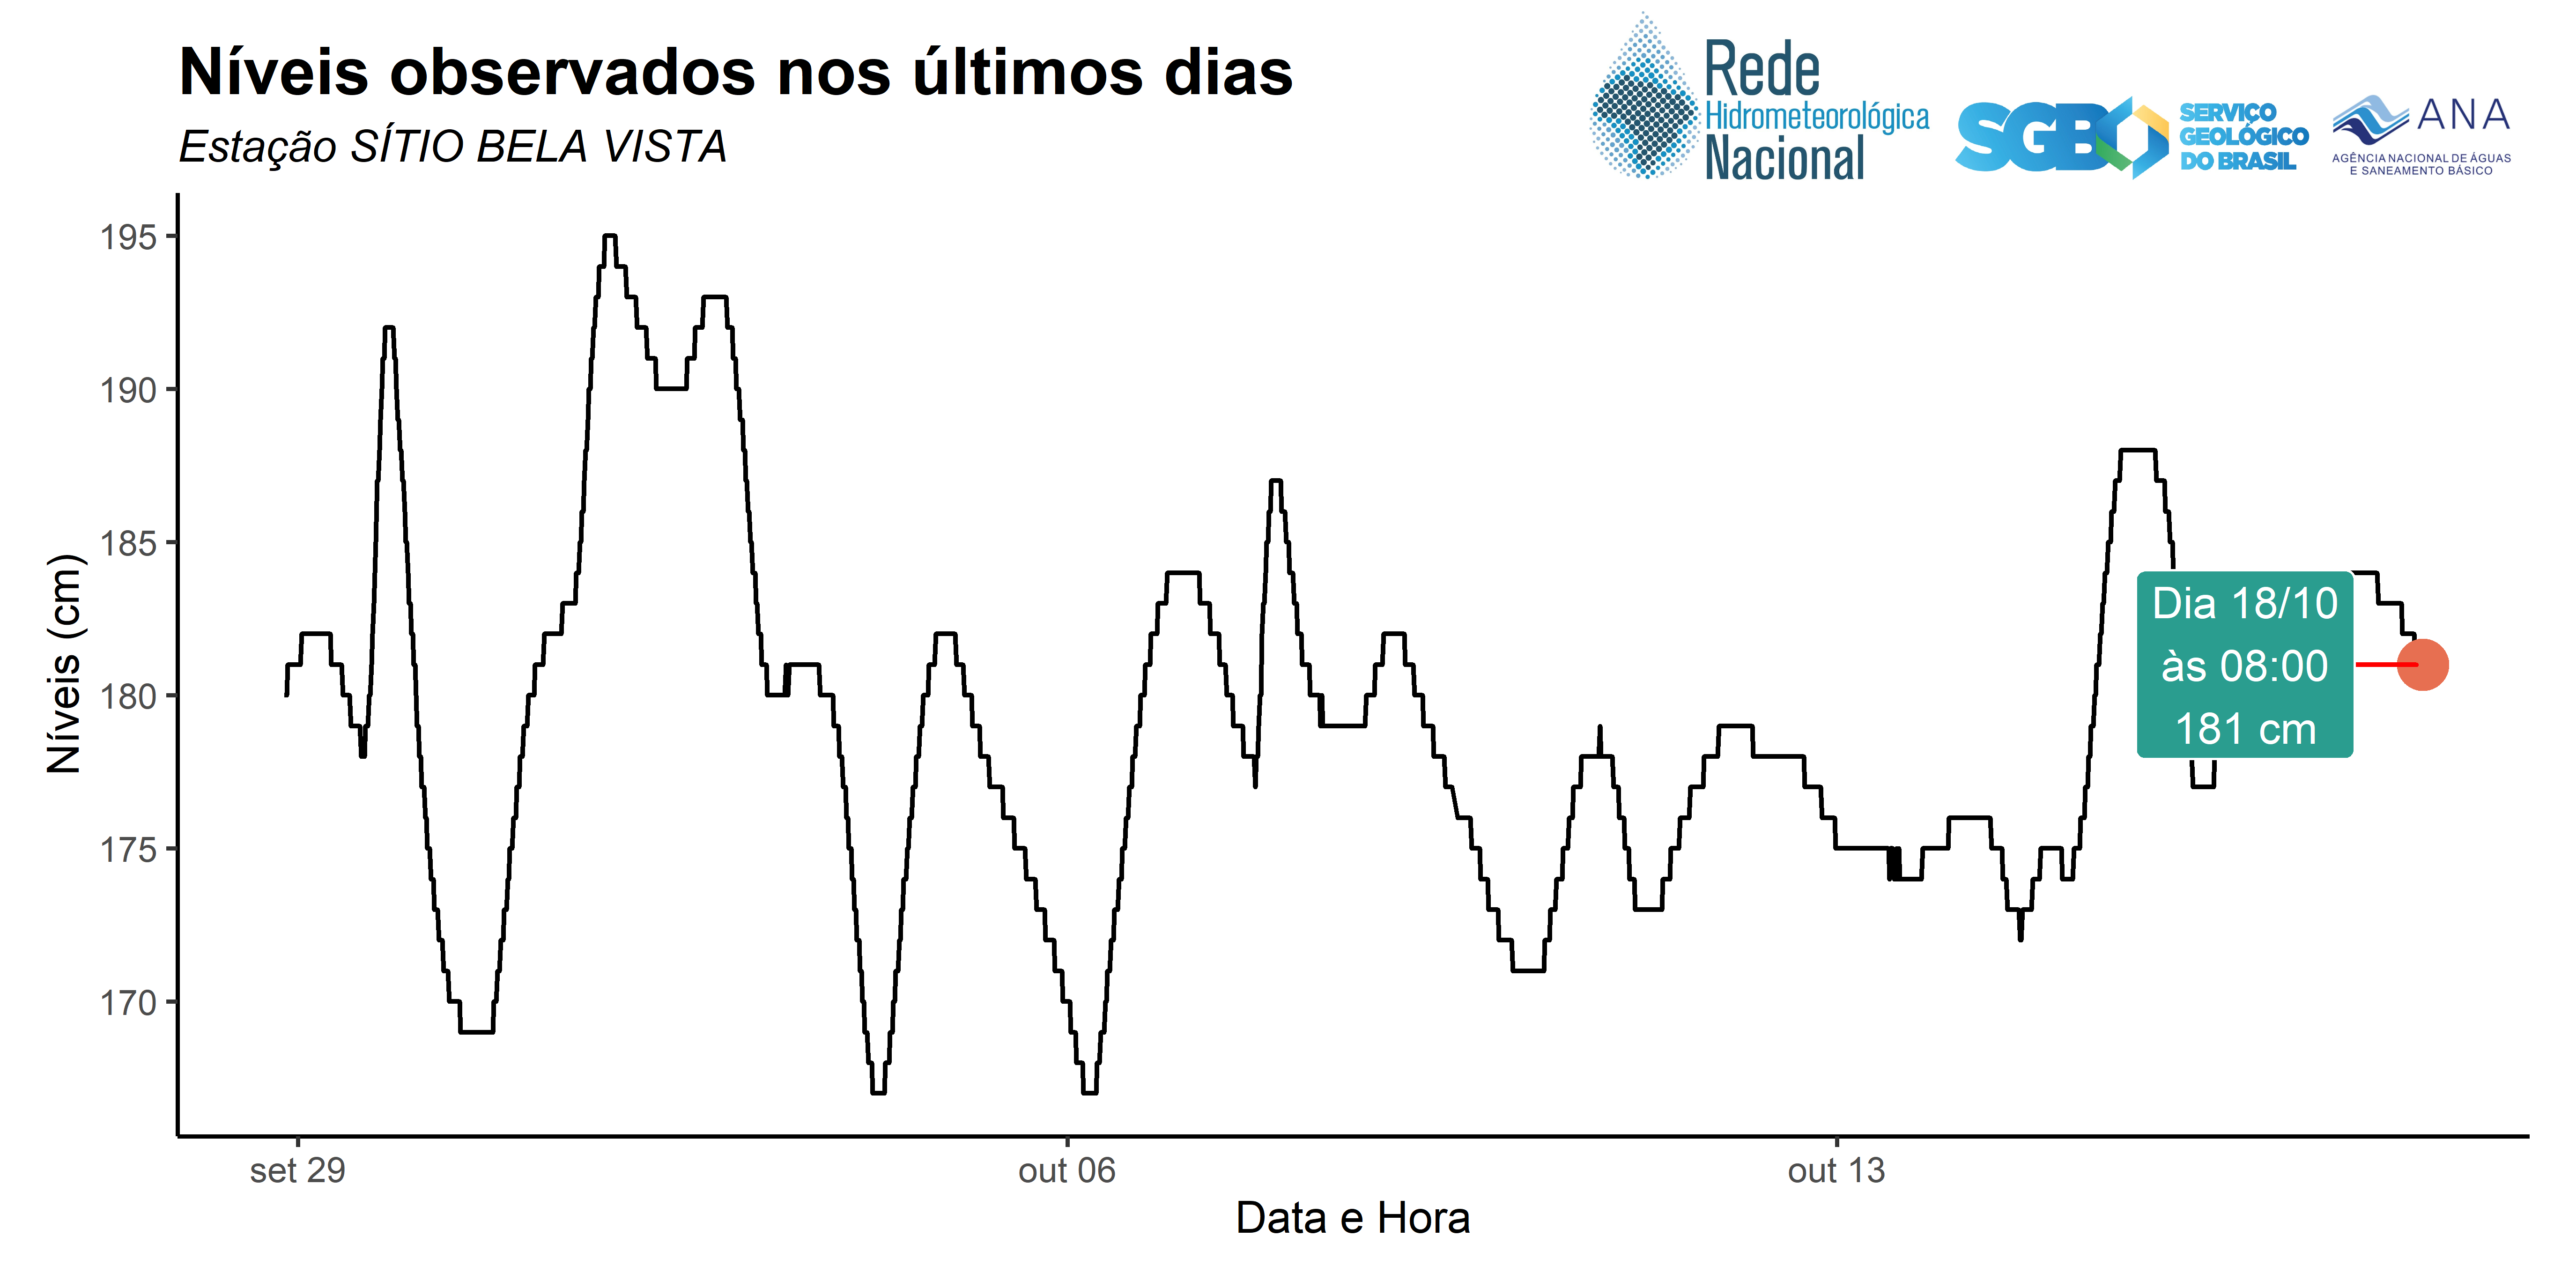 Níveis observados nos últimos dias
Estação SÍTIO BELA VISTA
Rede
Hidrometeorológica
Nacional
SGB
SERVIÇO
GEOLÓGICO
DO BRASIL
ANA
AGÊNCIA NACIONAL DE ÁGUAS
E SANEAMENTO BÁSICO
Níveis (cm)
195
190
185
180
175
170
Dia 18/10
às 08:00
181 cm
set 29
out 06
out 13
Data e Hora